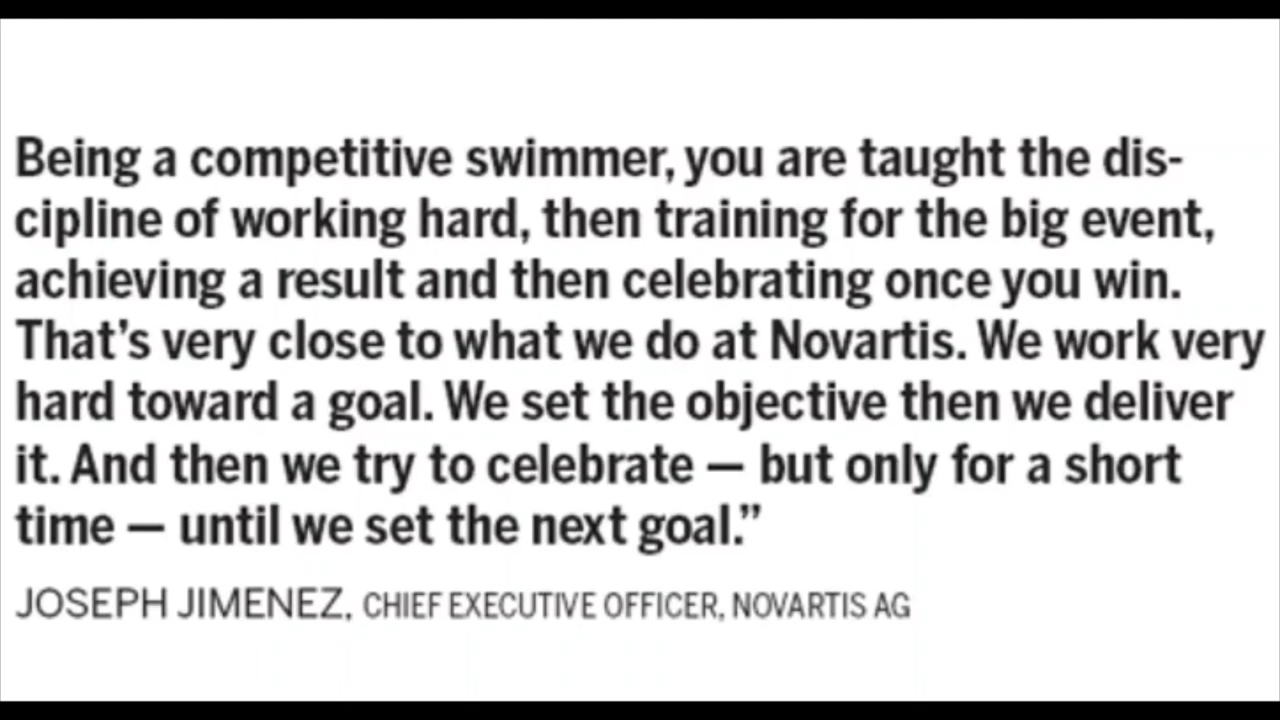 Being a competitive swimmer, you are taught the dis-
cipline of working hard, then training for the big event,
achieving a result and then celebrating once you win.
That’s very close to what we do at Novartis. We work very
hard toward a goal. We set the objective then we deliver
it. And then we try to celebrate — but only for a short
time — until we set the next goal.”
JOSEPH JIMENEZ, CHIEF EXECUTIVE OFFICER, NOVARTIS AG